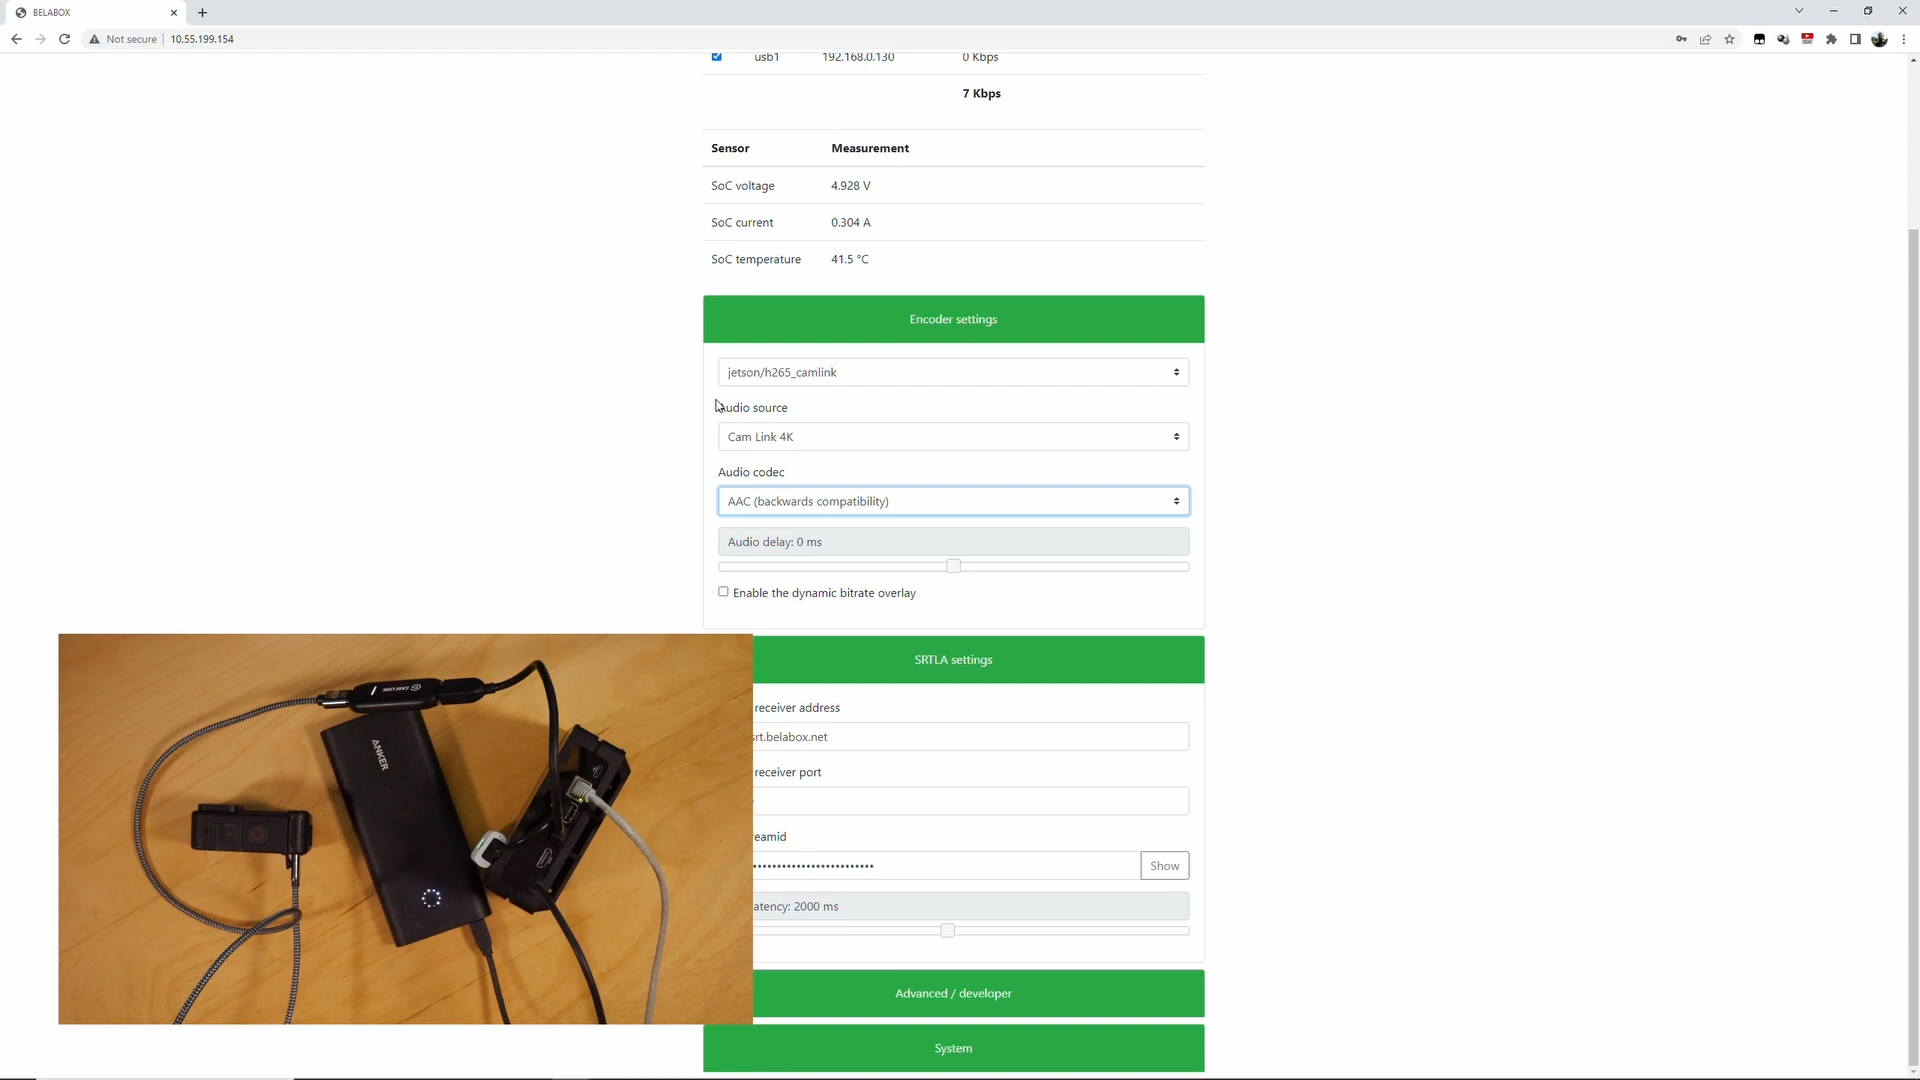 BELABOX
Not secure
10.55.199.154
usb1 192.168.0.130 0 Kbps
7 Kbps
Sensor Measurement
SoC voltage 4.928 V
SoC current 0.304 A
SoC temperature 41.5 °C
Encoder settings
jetson/h265_camlink
Audio source
Cam Link 4K
Audio codec
AAC (backwards compatibility)
Audio delay: 0 ms
Enable the dynamic bitrate overlay
SRTLA settings
receiver address
srt.belabox.net
receiver port
eamid
Show
atency: 2000 ms
Advanced / developer
System
CAM LINK
ANKER